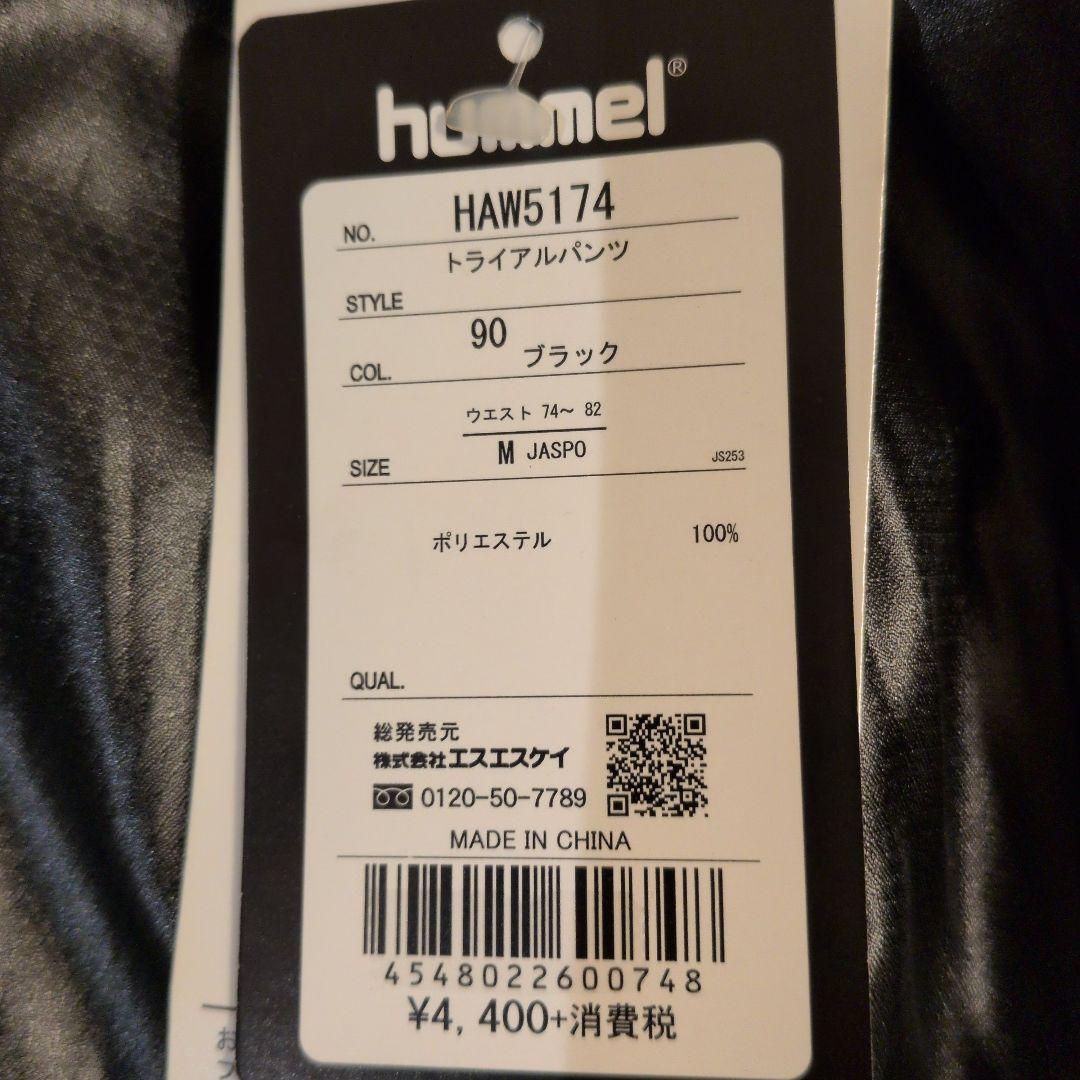 hummel®
NO. HAW5174
トライアルパンツ
STYLE
90 ブラック
COL.
ウエスト 74~ 82
M JASPO
SIZE JS253
ポリエステル 100%
QUAL.
総発売元
株式会社エスエスケイ
0120-50-7789
MADE IN CHINA
4548022600748
¥4,400+消費税
お